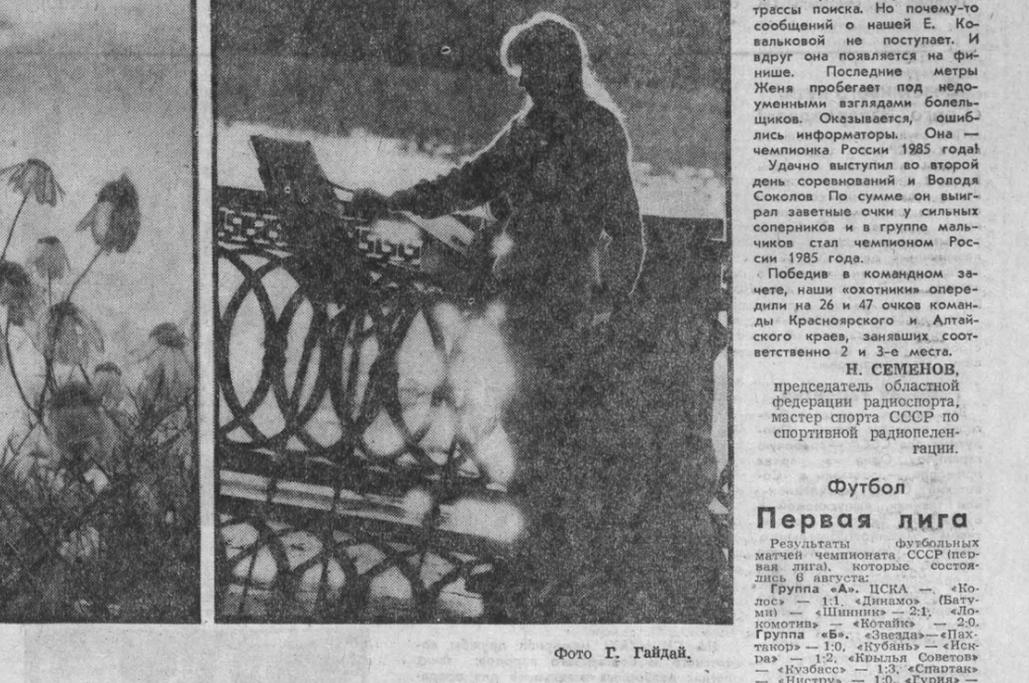 Фото Г. Гайдай.
трассы поиска. Но почему-то
сообщений о нашей Е. Ко-
вальковой не поступает. И
вдруг она появляется на фи-
нише. Последние метры
Женя пробегает под недо-
уменными взглядами болель-
щиков. Оказывается, ошиб-
лись информаторы. Она —
чемпионка России 1985 года!
Удачно выступил во второй
день соревнований и Володя
Соколов По сумме он выиг-
рал заветные очки у сильных
соперников и в группе маль-
чиков стал чемпионом Рос-
сии 1985 года.
Победив в командном за-
чете, наши «охотники» опере-
дили на 26 и 47 очков коман-
ды Красноярского и Алтай-
ского краев, занявших соот-
ветственно 2 и 3-е места.
Н. СЕМЕНОВ,
председатель областной
федерации радиоспорта,
мастер спорта СССР по
спортивной радиопелен-
гации.
Футбол
Первая лига
Результаты футбольных
матчей чемпионата СССР (пер-
вая лига), которые состоя-
лись 6 августа:
Группа «А». ЦСКА — «Ко-
лос» — 1:1, «Динамо» (Бату-
ми) — «Шинник» — 2:1, «Ло-
комотив» — «Котайк» — 2:0.
Группа «Б». «Звезда»—«Пах-
такор» — 1:0, «Кубань» — «Иск-
ра» — 1:2, «Крылья Советов»
— «Кузбасс» — 1:3, «Спартак»
— «Нистру» — 1:0, «Гурия» —